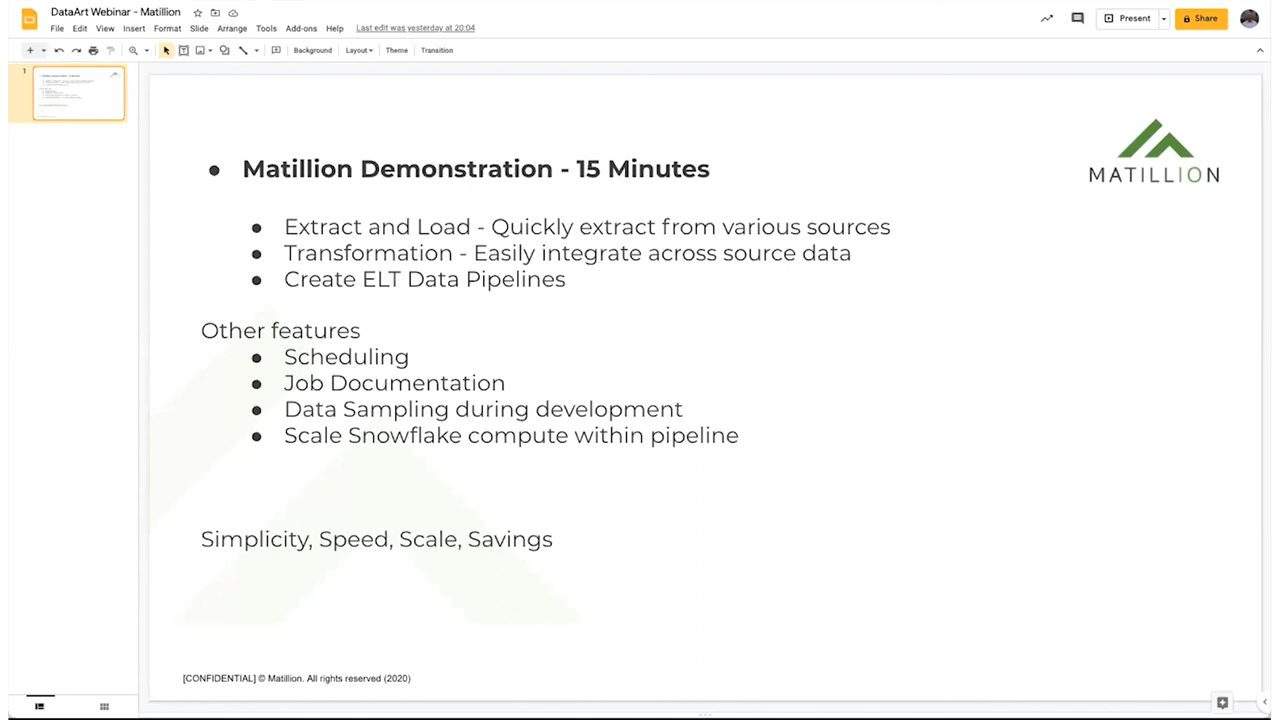 DataArt Webinar - Matillion
File Edit View Insert Format Slide Arrange Tools Add-ons Help Last edit was yesterday at 20:04
Present
Share
Background Layout Theme Transition
1
MATILLION
● Matillion Demonstration - 15 Minutes
● Extract and Load - Quickly extract from various sources
● Transformation - Easily integrate across source data
● Create ELT Data Pipelines
Other features
● Scheduling
● Job Documentation
● Data Sampling during development
● Scale Snowflake compute within pipeline
Simplicity, Speed, Scale, Savings
[CONFIDENTIAL] © Matillion. All rights reserved (2020)